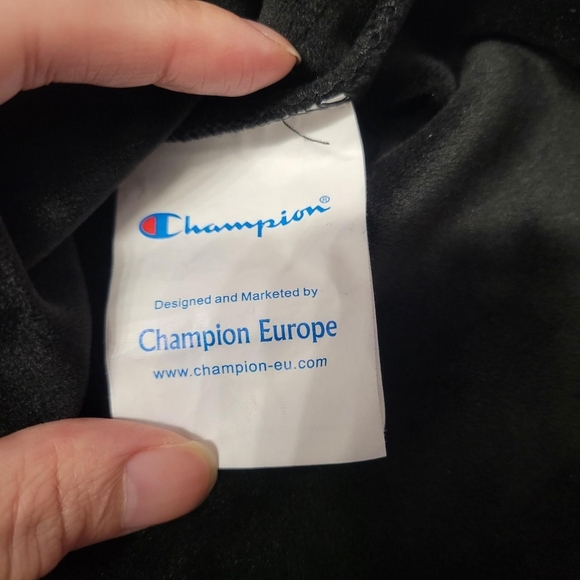 Champion®
Designed and Marketed by
Champion Europe
www.champion-eu.com